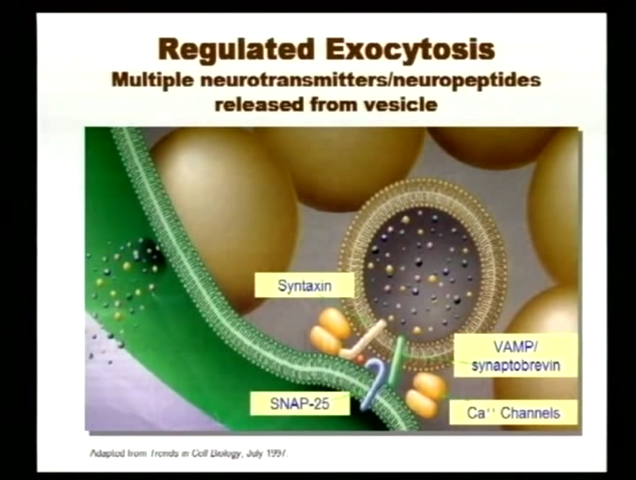 Regulated Exocytosis
Multiple neurotransmitters/neuropeptides
released from vesicle
Syntaxin
VAMP/
synaptobrevin
SNAP-25
Ca⁺⁺ Channels
Adapted from Trends in Cell Biology, July 1997.